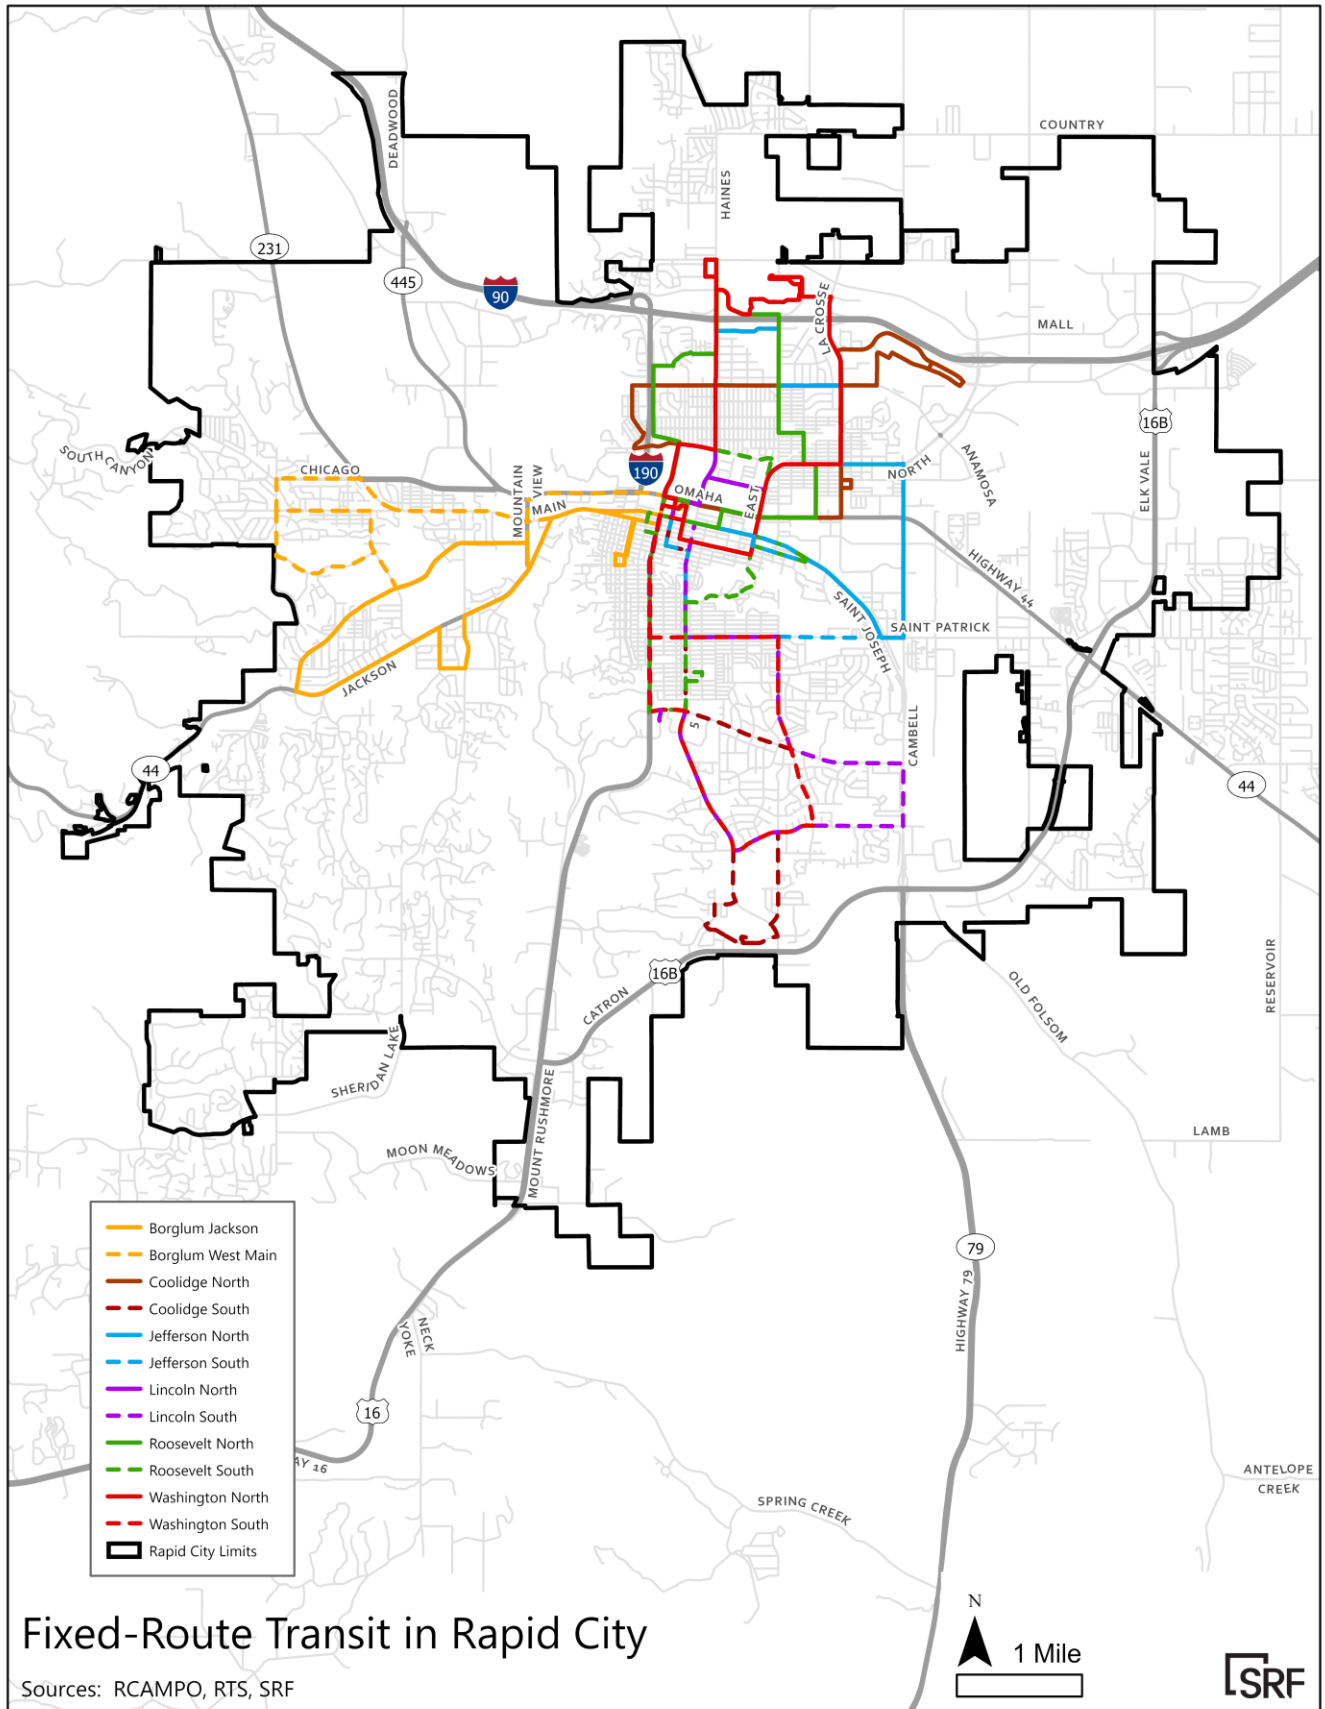 COUNTRY
DEADWOOD
HAINES
231
445
90
LA CROSSE
MALL
16B
SOUTH CANYON
CHICAGO
MOUNTAIN VIEW
190
NORTH
ANAMOSA
ELK VALE
OMAHA
MAIN
EAST
HIGHWAY 44
SAINT JOSEPH
SAINT PATRICK
JACKSON
5
CAMBELL
44
44
16B
CATRON
OLD FOLSOM
RESERVOIR
SHERIDAN LAKE
MOUNT RUSHMORE
MOON MEADOWS
LAMB
79
HIGHWAY 79
NECK YOKE
16
AY 16
SPRING CREEK
ANTELOPE
CREEK
Borglum Jackson
Borglum West Main
Coolidge North
Coolidge South
Jefferson North
Jefferson South
Lincoln North
Lincoln South
Roosevelt North
Roosevelt South
Washington North
Washington South
Rapid City Limits
Fixed-Route Transit in Rapid City
Sources: RCAMPO, RTS, SRF
N
1 Mile
SRF